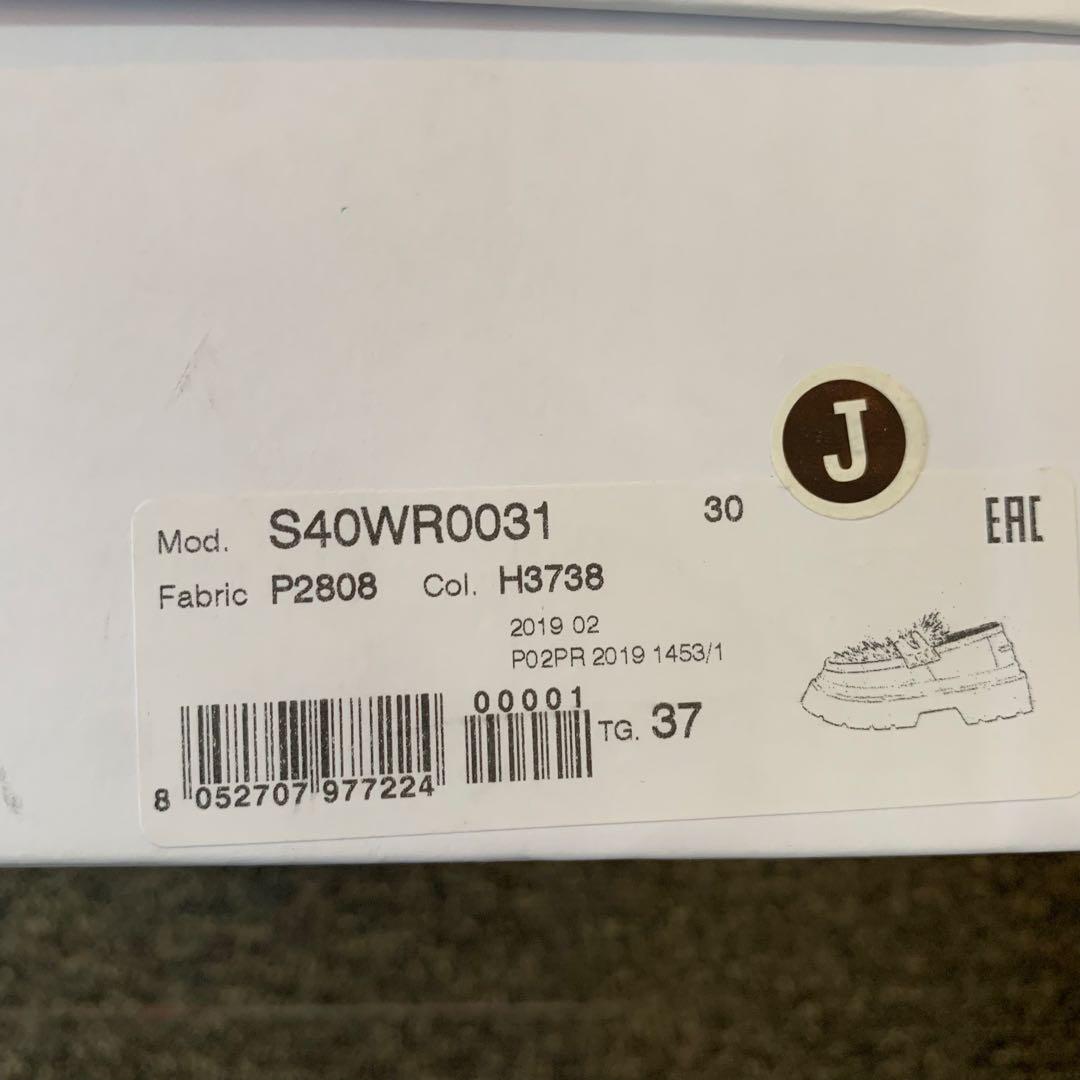 J
Mod. S40WR0031 30 EAC
Fabric P2808 Col. H3738
2019 02
P02PR 2019 1453/1
00001
TG. 37
8 052707 977224